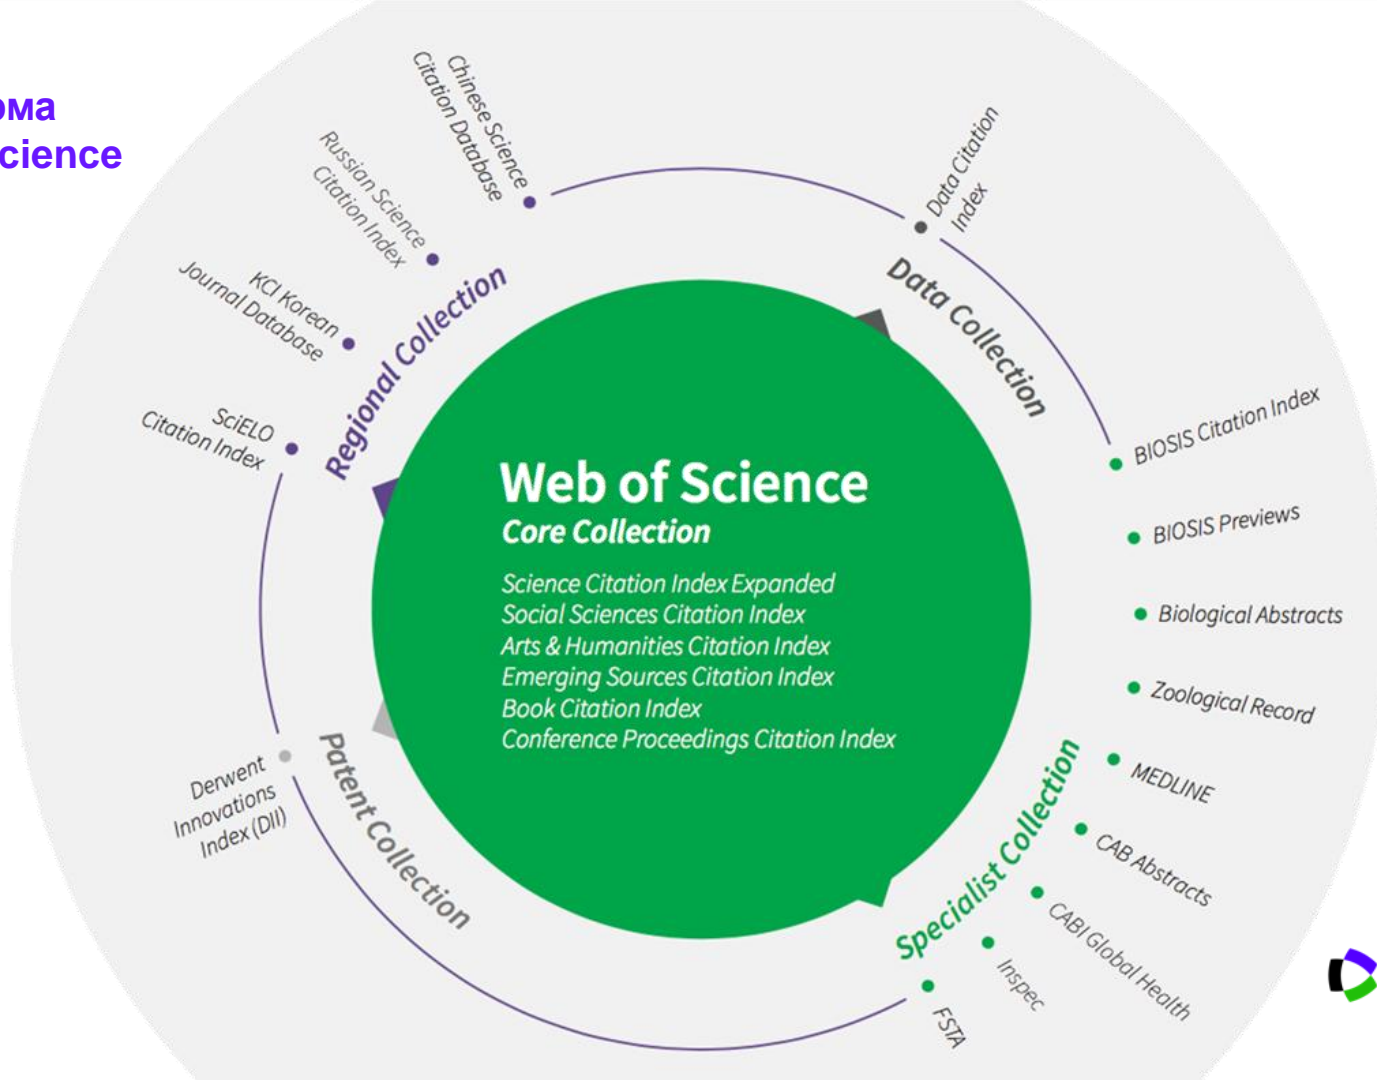 рма
cience
Chinese Science
Citation Database
Russian Science
Citation Index
KCI Korean
Journal Database
SciELO
Citation Index
Regional Collection
Data Citation
Index
Data Collection
Web of Science
Core Collection
Science Citation Index Expanded
Social Sciences Citation Index
Arts & Humanities Citation Index
Emerging Sources Citation Index
Book Citation Index
Conference Proceedings Citation Index
BIOSIS Citation Index
BIOSIS Previews
Biological Abstracts
Zoological Record
MEDLINE
CAB Abstracts
CABI Global Health
Inspec
FSTA
Specialist Collection
Derwent
Innovations
Index (DII)
Patent Collection